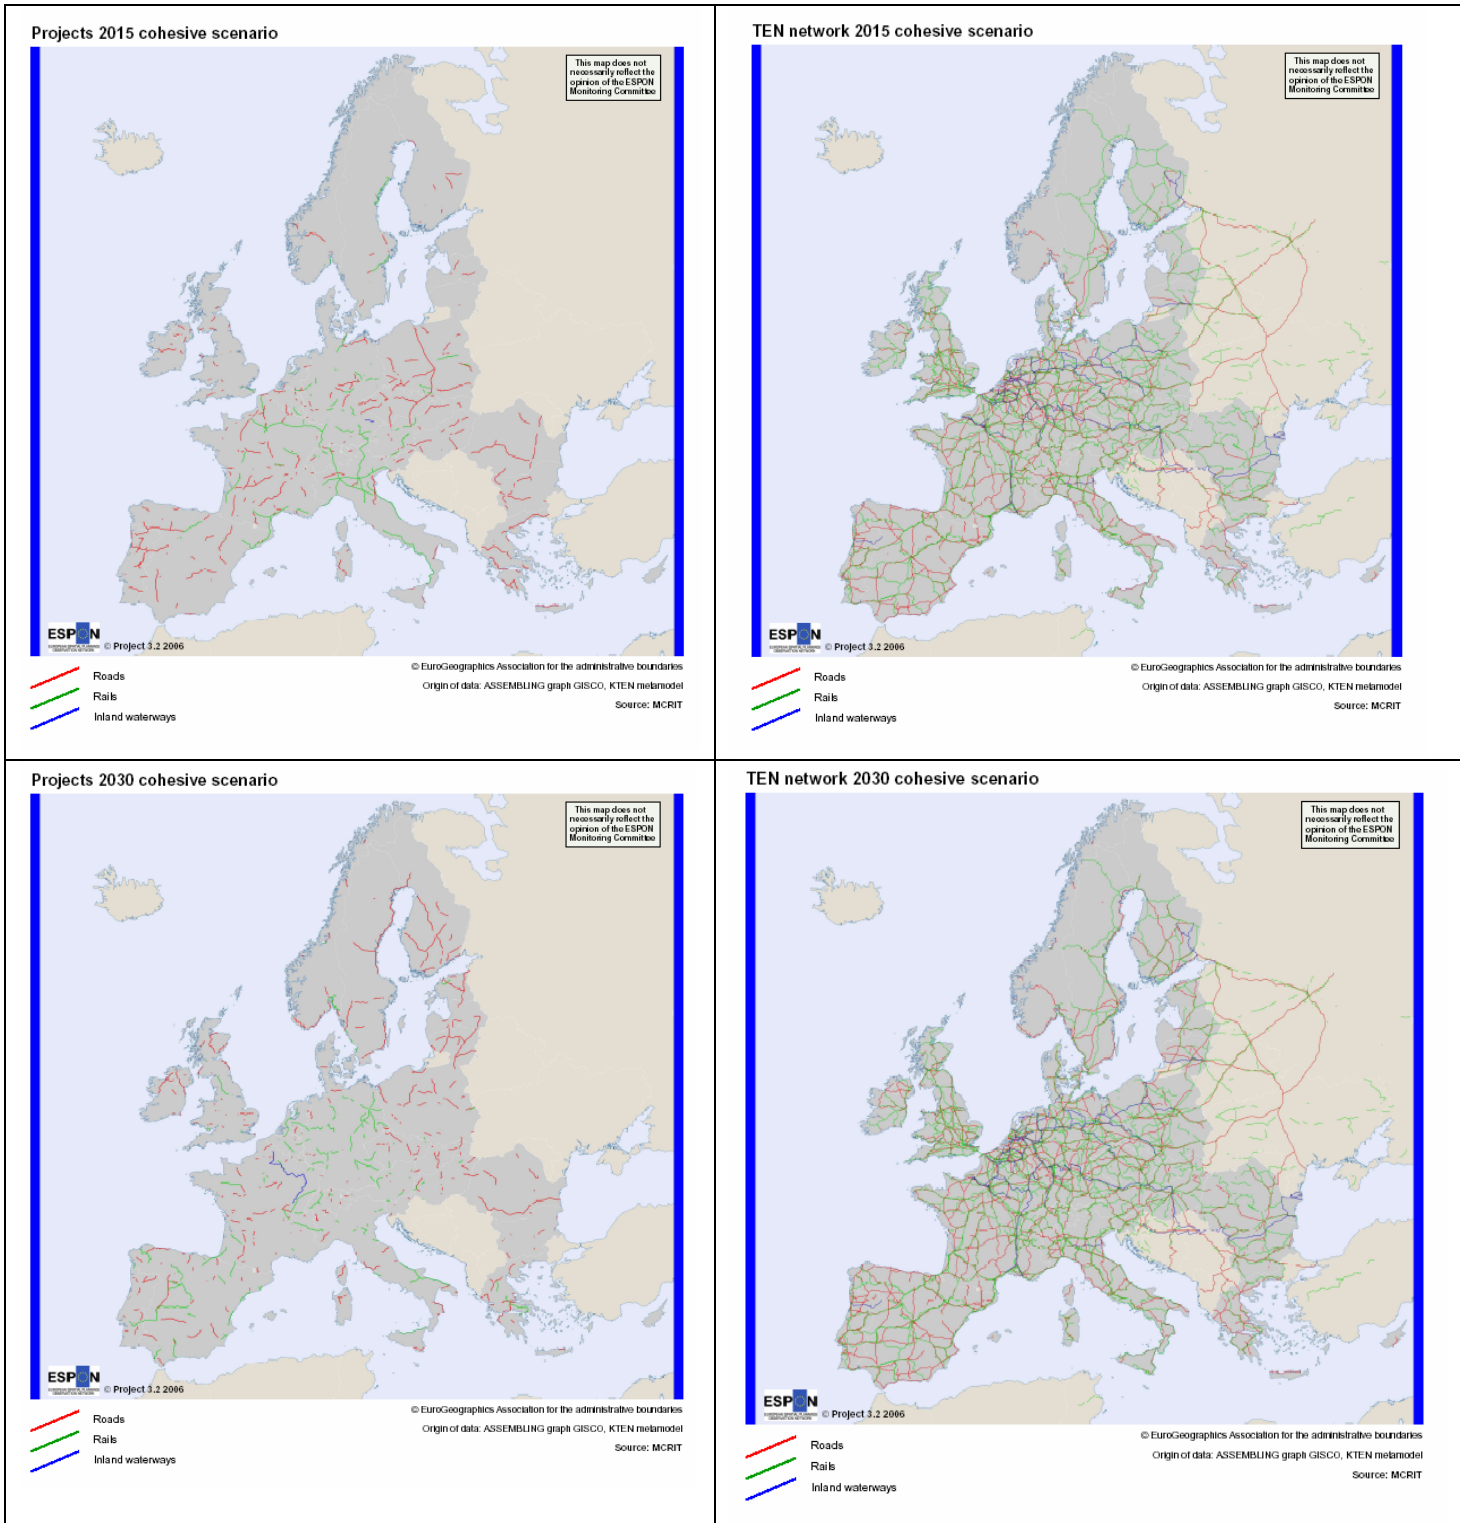 Projects 2015 cohesive scenario
This map does not
necessarily reflect the
opinion of the ESPON
Monitoring Committee
ESPON
© Project 3.2 2006
© EuroGeographics Association for the administrative boundaries
Origin of data: ASSEMBLING graph GISCO, KTEN metamodel
Source: MCRIT
Roads
Rails
Inland waterways
TEN network 2015 cohesive scenario
This map does not
necessarily reflect the
opinion of the ESPON
Monitoring Committee
ESPON
© Project 3.2 2006
© EuroGeographics Association for the administrative boundaries
Origin of data: ASSEMBLING graph GISCO, KTEN metamodel
Source: MCRIT
Roads
Rails
Inland waterways
Projects 2030 cohesive scenario
This map does not
necessarily reflect the
opinion of the ESPON
Monitoring Committee
ESPON
© Project 3.2 2006
© EuroGeographics Association for the administrative boundaries
Origin of data: ASSEMBLING graph GISCO, KTEN metamodel
Source: MCRIT
Roads
Rails
Inland waterways
TEN network 2030 cohesive scenario
This map does not
necessarily reflect the
opinion of the ESPON
Monitoring Committee
ESPON
© Project 3.2 2006
© EuroGeographics Association for the administrative boundaries
Origin of data: ASSEMBLING graph GISCO, KTEN metamodel
Source: MCRIT
Roads
Rails
Inland waterways